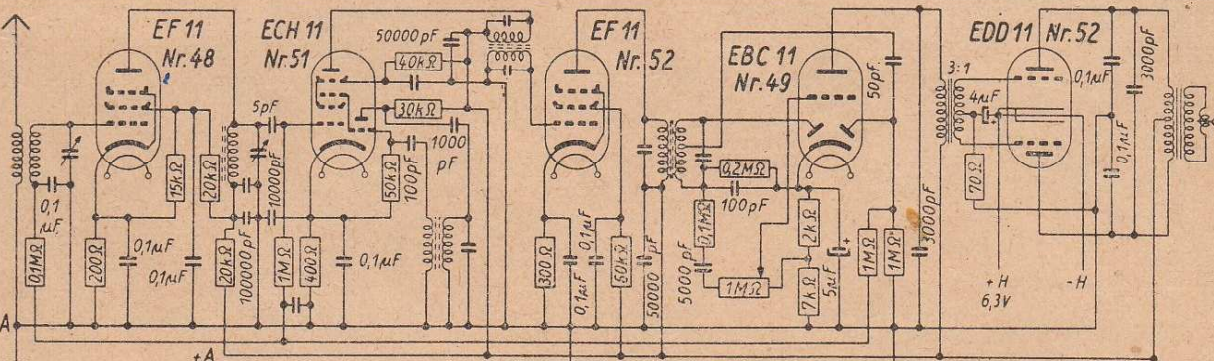 EF 11
Nr. 48
ECH 11
Nr. 51
50000 pF
40kΩ
30kΩ
1000
pF
EF 11
Nr. 52
EBC 11
Nr. 49
50pF
3:1
4µF
EDD 11
Nr. 52
0,1µF
3000pF
5pF
15kΩ
20kΩ
10000pF
50kΩ
100pF
0,2MΩ
100pF
70Ω
0,1µF
0,1
µF
0,1MΩ
200Ω
0,1µF
0,1µF
20kΩ
100000pF
1MΩ
400Ω
0,1µF
300Ω
0,1µF
0,1µF
50kΩ
50000 pF
0,1MΩ
5000 pF
1MΩ
2kΩ
7kΩ
+
5µF
1MΩ
1MΩ
3000pF
+H
6,3V
-H
A
+A